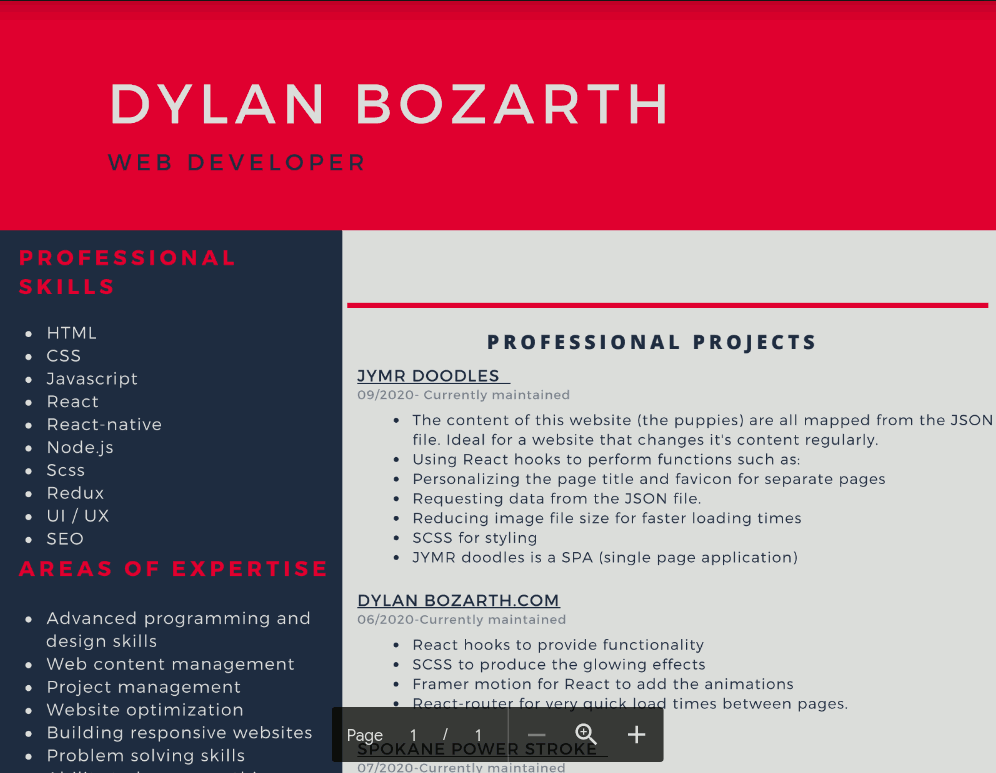 DYLAN BOZARTH
WEB DEVELOPER
PROFESSIONAL
SKILLS
HTML
CSS
Javascript
React
React-native
Node.js
Scss
Redux
UI / UX
SEO
AREAS OF EXPERTISE
Advanced programming and
design skills
Web content management
Project management
Website optimization
Building responsive websites
Problem solving skills
PROFESSIONAL PROJECTS
JYMR DOODLES
09/2020- Currently maintained
The content of this website (the puppies) are all mapped from the JSON
file. Ideal for a website that changes it's content regularly.
Using React hooks to perform functions such as:
Personalizing the page title and favicon for separate pages
Requesting data from the JSON file.
Reducing image file size for faster loading times
SCSS for styling
JYMR doodles is a SPA (single page application)
DYLAN BOZARTH.COM
06/2020-Currently maintained
React hooks to provide functionality
SCSS to produce the glowing effects
Framer motion for React to add the animations
React-router for very quick load times between pages.
Page 1 / 1
SPOKANE POWER STROKE
07/2020-Currently maintained